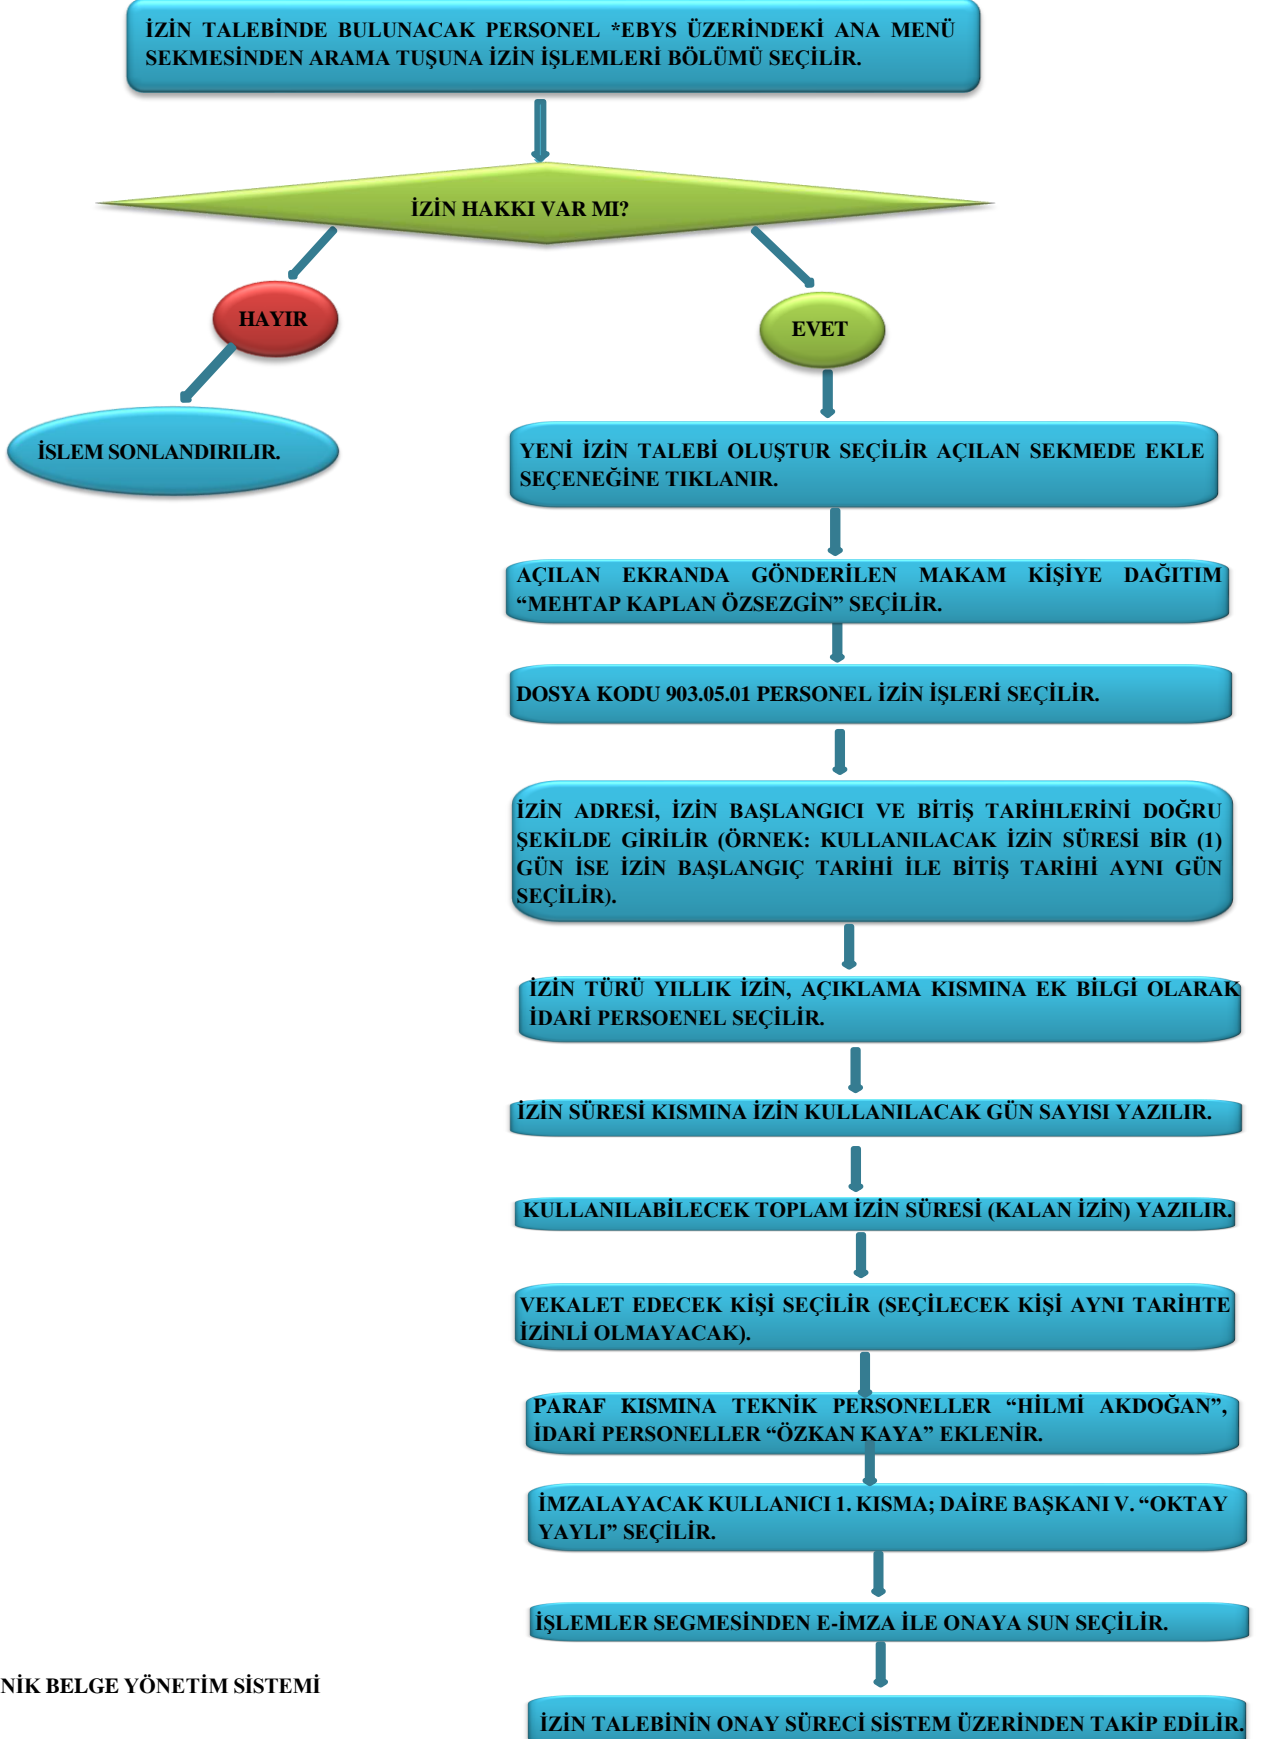 İZİN TALEBİNDE BULUNACAK PERSONEL *EBYS ÜZERİNDEKİ ANA MENÜ
SEKMESİNDEN ARAMA TUŞUNA İZİN İŞLEMLERİ BÖLÜMÜ SEÇİLİR.
İZİN HAKKI VAR MI?
HAYIR
EVET
İSLEM SONLANDIRILIR.
YENİ İZİN TALEBİ OLUŞTUR SEÇİLİR AÇILAN SEKMEDE EKLE
SEÇENEĞİNE TIKLANIR.
AÇILAN EKRANDA GÖNDERİLEN MAKAM KİŞİYE DAĞITIM
“MEHTAP KAPLAN ÖZSEZGİN” SEÇİLİR.
DOSYA KODU 903.05.01 PERSONEL İZİN İŞLERİ SEÇİLİR.
İZİN ADRESİ, İZİN BAŞLANGICI VE BİTİŞ TARİHLERİNİ DOĞRU
ŞEKİLDE GİRİLİR (ÖRNEK: KULLANILACAK İZİN SÜRESİ BİR (1)
GÜN İSE İZİN BAŞLANGIÇ TARİHİ İLE BİTİŞ TARİHİ AYNI GÜN
SEÇİLİR).
İZİN TÜRÜ YILLIK İZİN, AÇIKLAMA KISMINA EK BİLGİ OLARAK
İDARİ PERSOENEL SEÇİLİR.
İZİN SÜRESİ KISMINA İZİN KULLANILACAK GÜN SAYISI YAZILIR.
KULLANILABİLECEK TOPLAM İZİN SÜRESİ (KALAN İZİN) YAZILIR.
VEKALET EDECEK KİŞİ SEÇİLİR (SEÇİLECEK KİŞİ AYNI TARİHTE
İZİNLİ OLMAYACAK).
PARAF KISMINA TEKNİK PERSONELLER “HİLMİ AKDOĞAN”,
İDARİ PERSONELLER “ÖZKAN KAYA” EKLENİR.
İMZALAYACAK KULLANICI 1. KISMA; DAİRE BAŞKANI V. “OKTAY
YAYLI” SEÇİLİR.
İŞLEMLER SEGMESİNDEN E-İMZA İLE ONAYA SUN SEÇİLİR.
NİK BELGE YÖNETİM SİSTEMİ
İZİN TALEBİNİN ONAY SÜRECİ SİSTEM ÜZERİNDEN TAKİP EDİLİR.